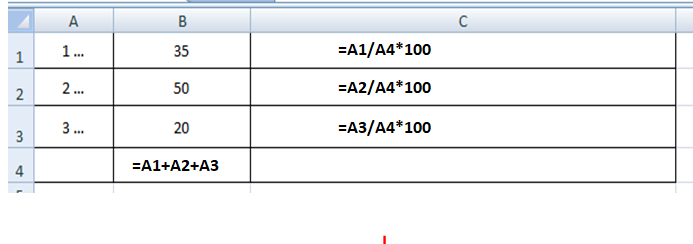 A B C
1 1 ... 35 =A1/A4*100
2 2 ... 50 =A2/A4*100
3 3 ... 20 =A3/A4*100
4 =A1+A2+A3